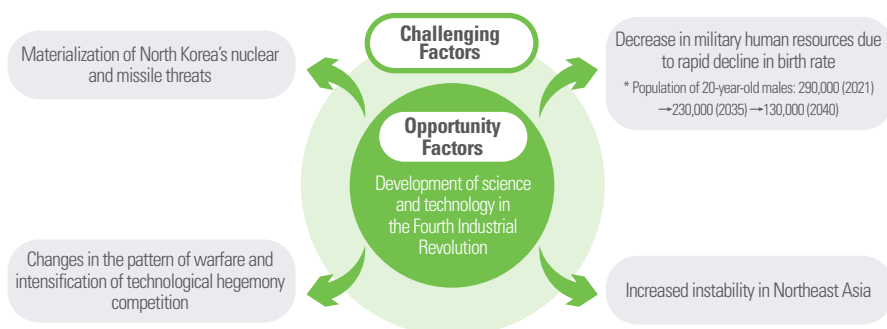 Materialization of North Korea’s nuclear
and missile threats
Challenging
Factors
Decrease in military human resources due
to rapid decline in birth rate
* Population of 20-year-old males: 290,000 (2021)
→230,000 (2035) →130,000 (2040)
Opportunity
Factors
Development of science
and technology in
the Fourth Industrial
Revolution
Changes in the pattern of warfare and
intensification of technological hegemony
competition
Increased instability in Northeast Asia